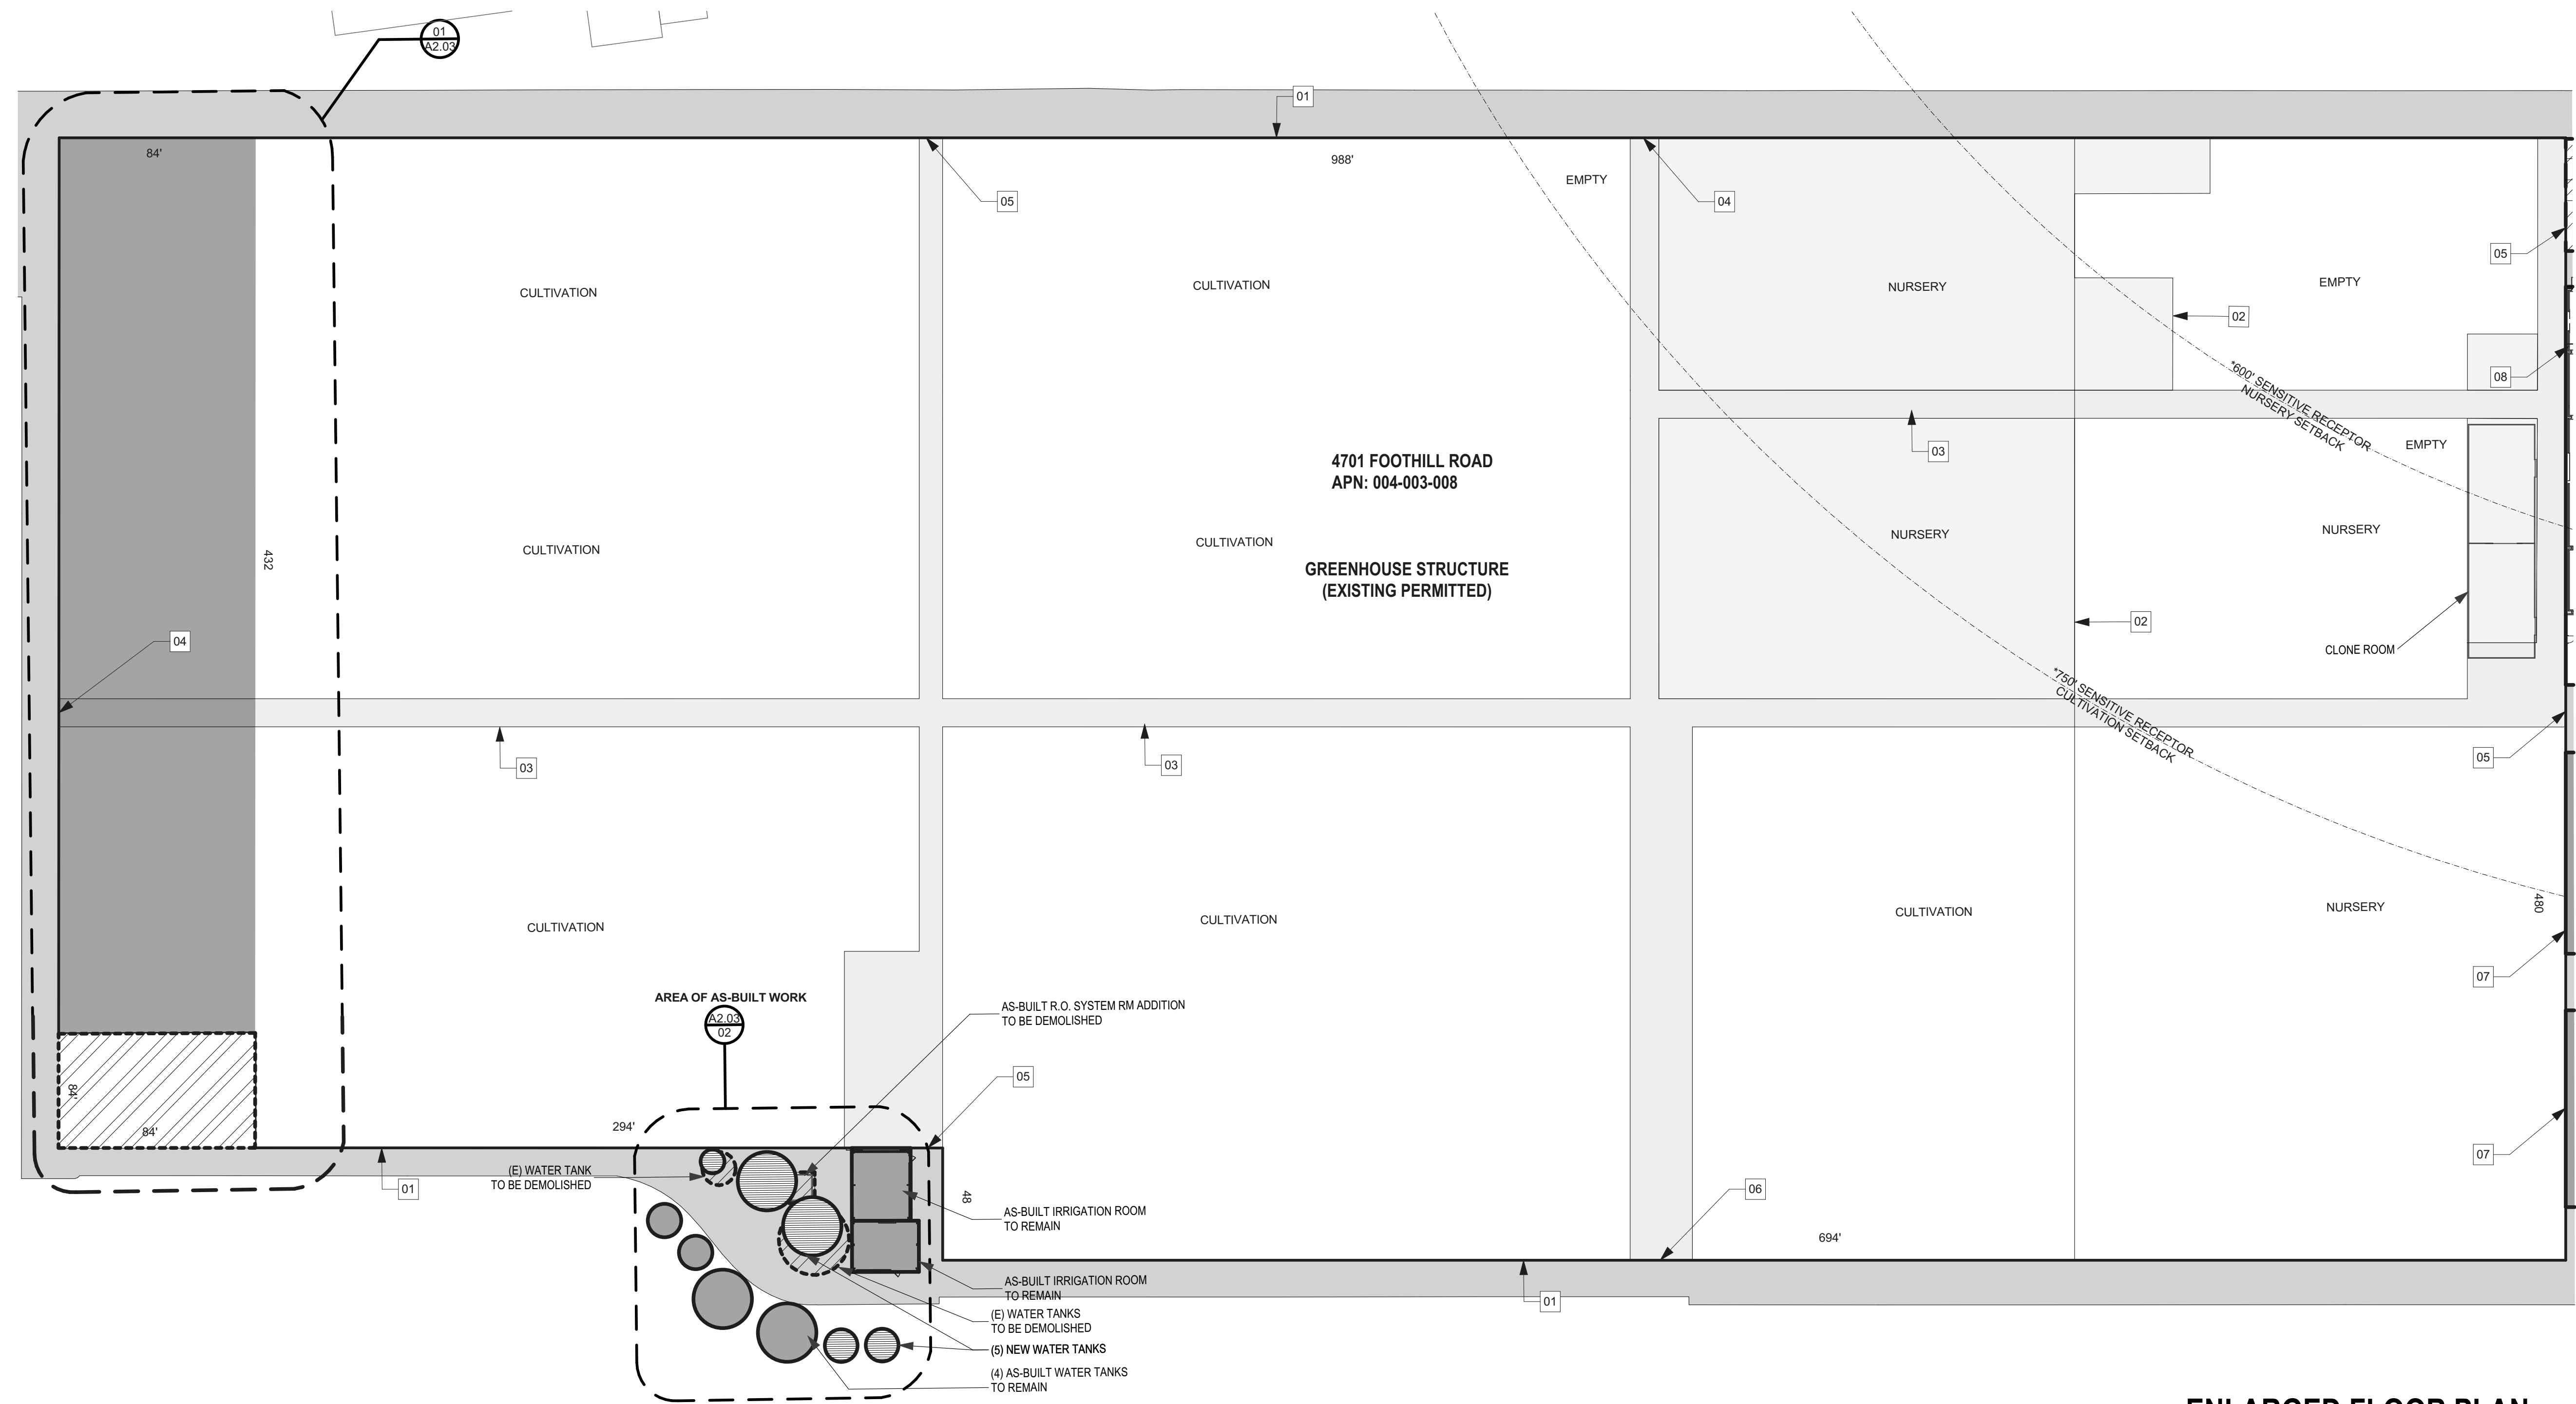 01
A2.03
01
84'
988'
EMPTY
05
04
05
CULTIVATION
CULTIVATION
NURSERY
EMPTY
02
08
*600' SENSITIVE RECEPTOR
NURSERY SETBACK
EMPTY
03
4701 FOOTHILL ROAD
APN: 004-003-008
432
CULTIVATION
CULTIVATION
NURSERY
NURSERY
GREENHOUSE STRUCTURE
(EXISTING PERMITTED)
04
02
CLONE ROOM
*750' SENSITIVE RECEPTOR
CULTIVATION SETBACK
03
03
05
480
CULTIVATION
CULTIVATION
CULTIVATION
NURSERY
07
AREA OF AS-BUILT WORK
A2.03
02
AS-BUILT R.O. SYSTEM RM ADDITION
TO BE DEMOLISHED
05
84'
84'
294'
07
(E) WATER TANK
TO BE DEMOLISHED
01
48
06
AS-BUILT IRRIGATION ROOM
TO REMAIN
694'
AS-BUILT IRRIGATION ROOM
TO REMAIN
01
(E) WATER TANKS
TO BE DEMOLISHED
(5) NEW WATER TANKS
(4) AS-BUILT WATER TANKS
TO REMAIN
ENLARGED FLOOR PLAN